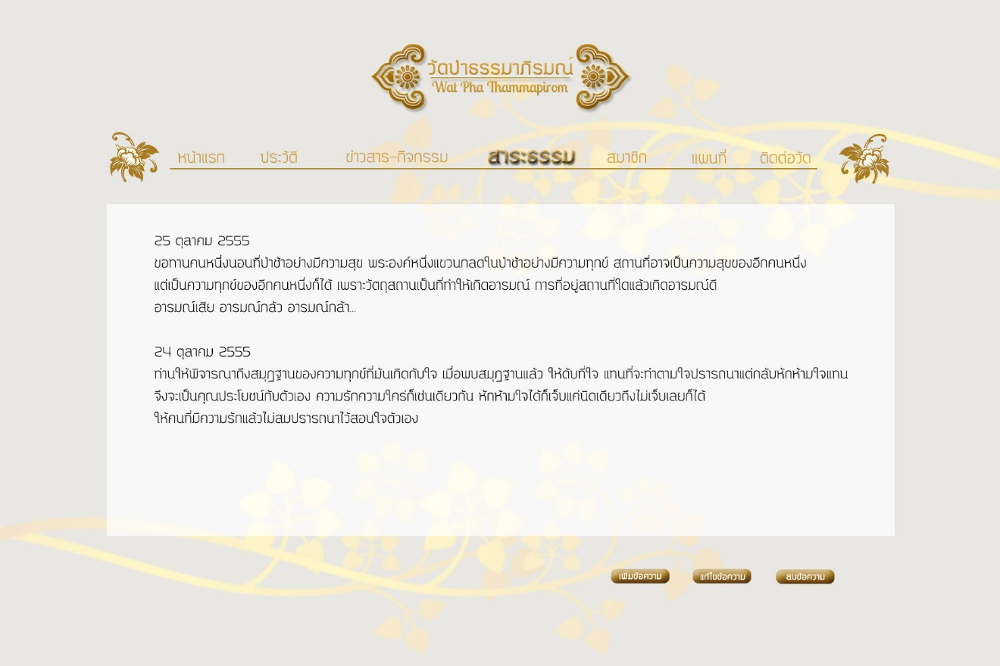 วัดป่าธรรมาภิรมณ์
Wat Pha Thammapirom
หน้าแรก ประวัติ ข่าวสาร-กิจกรรม สาระธรรม สมาชิก แผนที่ ติดต่อวัด
25 ตุลาคม 2555
ขอทานคนหนึ่งนอนที่ป่าช้าอย่างมีความสุข พระองค์หนึ่งแขวนกลดในป่าช้าอย่างมีความทุกข์ สถานที่อาจเป็นความสุขของอีกคนหนึ่ง
แต่เป็นความทุกข์ของอีกคนหนึ่งก็ได้ เพราะวัตถุสถานเป็นที่ทำให้เกิดอารมณ์ การที่อยู่สถานที่ใดแล้วเกิดอารมณ์ดี
อารมณ์เสีย อารมณ์กลัว อารมณ์กล้า...
24 ตุลาคม 2555
ท่านให้พิจารณาถึงสมุฏฐานของความทุกข์ที่มันเกิดกับใจ เมื่อพบสมุฏฐานแล้ว ให้ดับที่ใจ แทนที่จะทำตามใจปรารถนาแต่กลับหักห้ามใจแทน
จึงจะเป็นคุณประโยชน์กับตัวเอง ความรักความใคร่ก็เช่นเดียวกัน หักห้ามใจได้ก็เจ็บแค่นิดเดียวถึงไม่เจ็บเลยก็ได้
ให้คนที่มีความรักแล้วไม่สมปรารถนาไว้สอนใจตัวเอง
เพิ่มข้อความ แก้ไขข้อความ ลบข้อความ